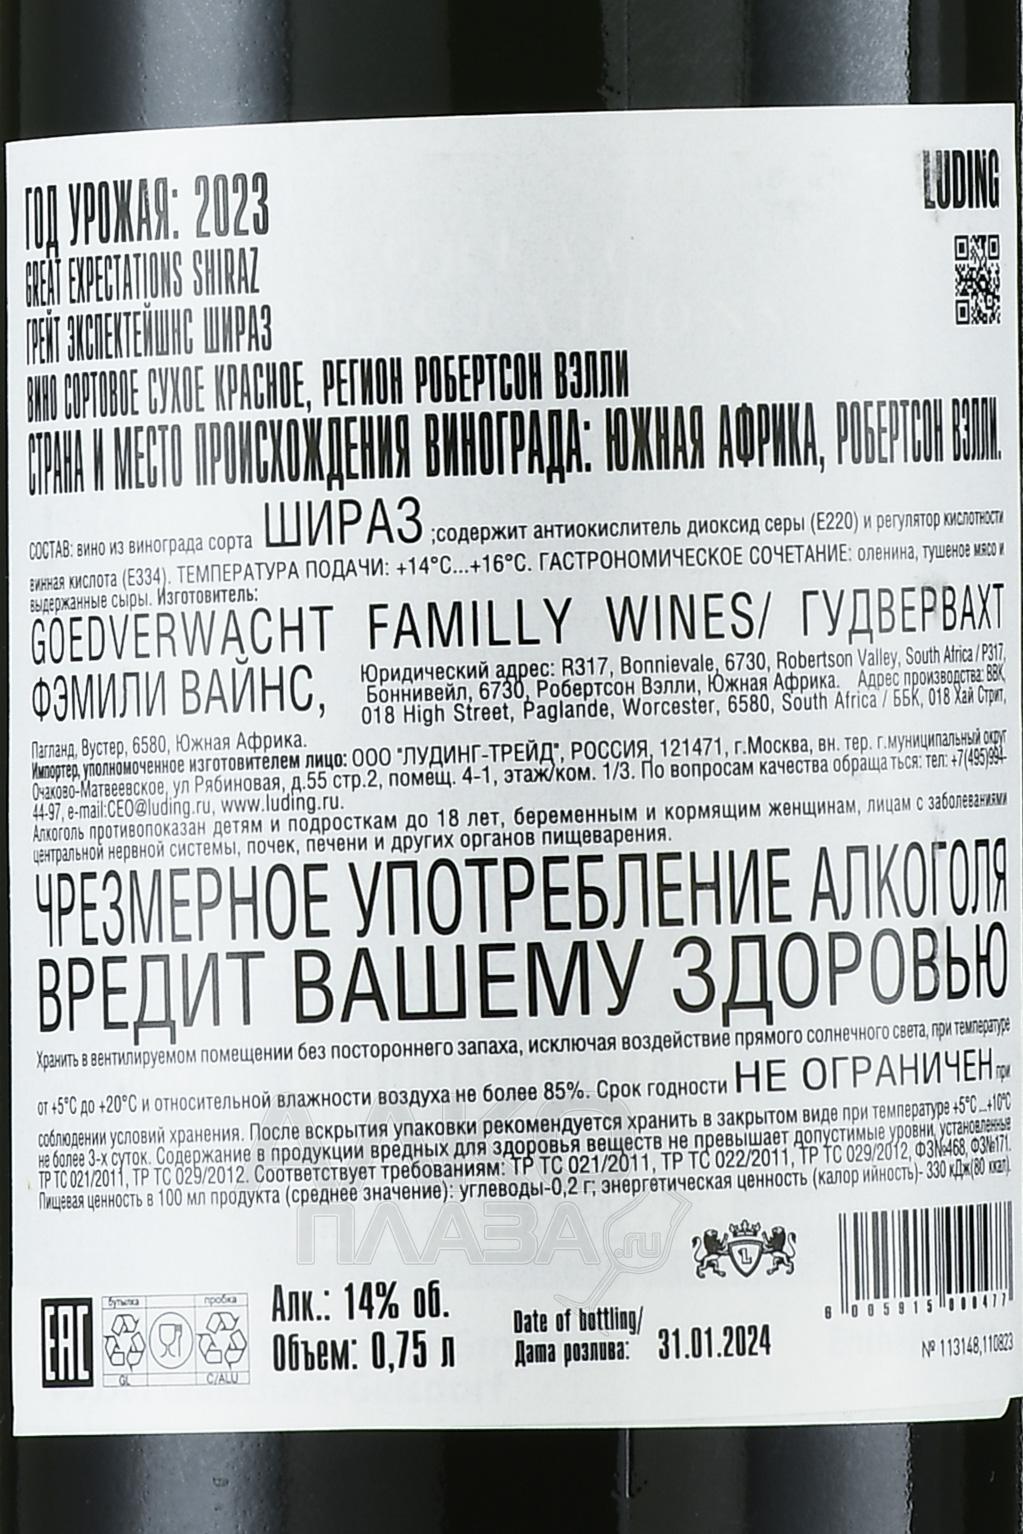 LUDING
ГОД УРОЖАЯ: 2023
GREAT EXPECTATIONS SHIRAZ
ГРЕЙТ ЭКСПЕКТЕЙШНС ШИРАЗ
ВИНО СОРТОВОЕ СУХОЕ КРАСНОЕ, РЕГИОН РОБЕРТСОН ВЭЛЛИ
СТРАНА И МЕСТО ПРОИСХОЖДЕНИЯ ВИНОГРАДА: ЮЖНАЯ АФРИКА, РОБЕРТСОН ВЭЛЛИ.
СОСТАВ: вино из винограда сорта ШИРАЗ ;содержит антиокислитель диоксид серы (Е220) и регулятор кислотности
винная кислота (Е334). ТЕМПЕРАТУРА ПОДАЧИ: +14°С...+16°С. ГАСТРОНОМИЧЕСКОЕ СОЧЕТАНИЕ: оленина, тушеное мясо и
выдержанные сыры. Изготовитель:
GOEDVERWACHT FAMILLY WINES/ ГУДВЕРВАХТ
ФЭМИЛИ ВАЙНС,
Юридический адрес: R317, Bonnievale, 6730, Robertson Valley, South Africa / Р317,
Боннивейл, 6730, Робертсон Вэлли, Южная Африка. Адрес производства: BBK,
018 High Street, Paglande, Worcester, 6580, South Africa / ББК, 018 Хай Стрит,
Пагланд, Вустер, 6580, Южная Африка.
Импортер, уполномоченное изготовителем лицо: ООО "ЛУДИНГ-ТРЕЙД", РОССИЯ, 121471, г.Москва, вн. тер. г.муниципальный округ
Очаково-Матвеевское, ул Рябиновая, д.55 стр.2, помещ. 4-1, этаж/ком. 1/3. По вопросам качества обраща ться: тел: +7(495)994-
44-97, e-mail:CEO@luding.ru, www.luding.ru.
Алкоголь противопоказан детям и подросткам до 18 лет, беременным и кормящим женщинам, лицам с заболеваниями
центральной нервной системы, почек, печени и других органов пищеварения.
ЧРЕЗМЕРНОЕ УПОТРЕБЛЕНИЕ АЛКОГОЛЯ
ВРЕДИТ ВАШЕМУ ЗДОРОВЬЮ
Хранить в вентилируемом помещении без постороннего запаха, исключая воздействие прямого солнечного света, при температуре
от +5°С до +20°С и относительной влажности воздуха не более 85%. Срок годности НЕ ОГРАНИЧЕН при
соблюдении условий хранения. После вскрытия упаковки рекомендуется хранить в закрытом виде при температуре +5°С...+10°С
не более 3-х суток. Содержание в продукции вредных для здоровья веществ не превышает допустимые уровни, установленные
ТР ТС 021/2011, ТР ТС 029/2012. Соответствует требованиям: ТР ТС 021/2011, ТР ТС 022/2011, ТР ТС 029/2012, ФЗ№468, ФЗ№171.
Пищевая ценность в 100 мл продукта (среднее значение): углеводы-0,2 г; энергетическая ценность (калор ийность)- 330 кДж(80 ккал).
АЛКО
ПЛАЗА.ru
L
EAC
бутылка пробка
GL C/ALU
Алк.: 14% об.
Объем: 0,75 л
Date of bottling/
Дата розлива: 31.01.2024
6 005915 000477
№ 113148,110823